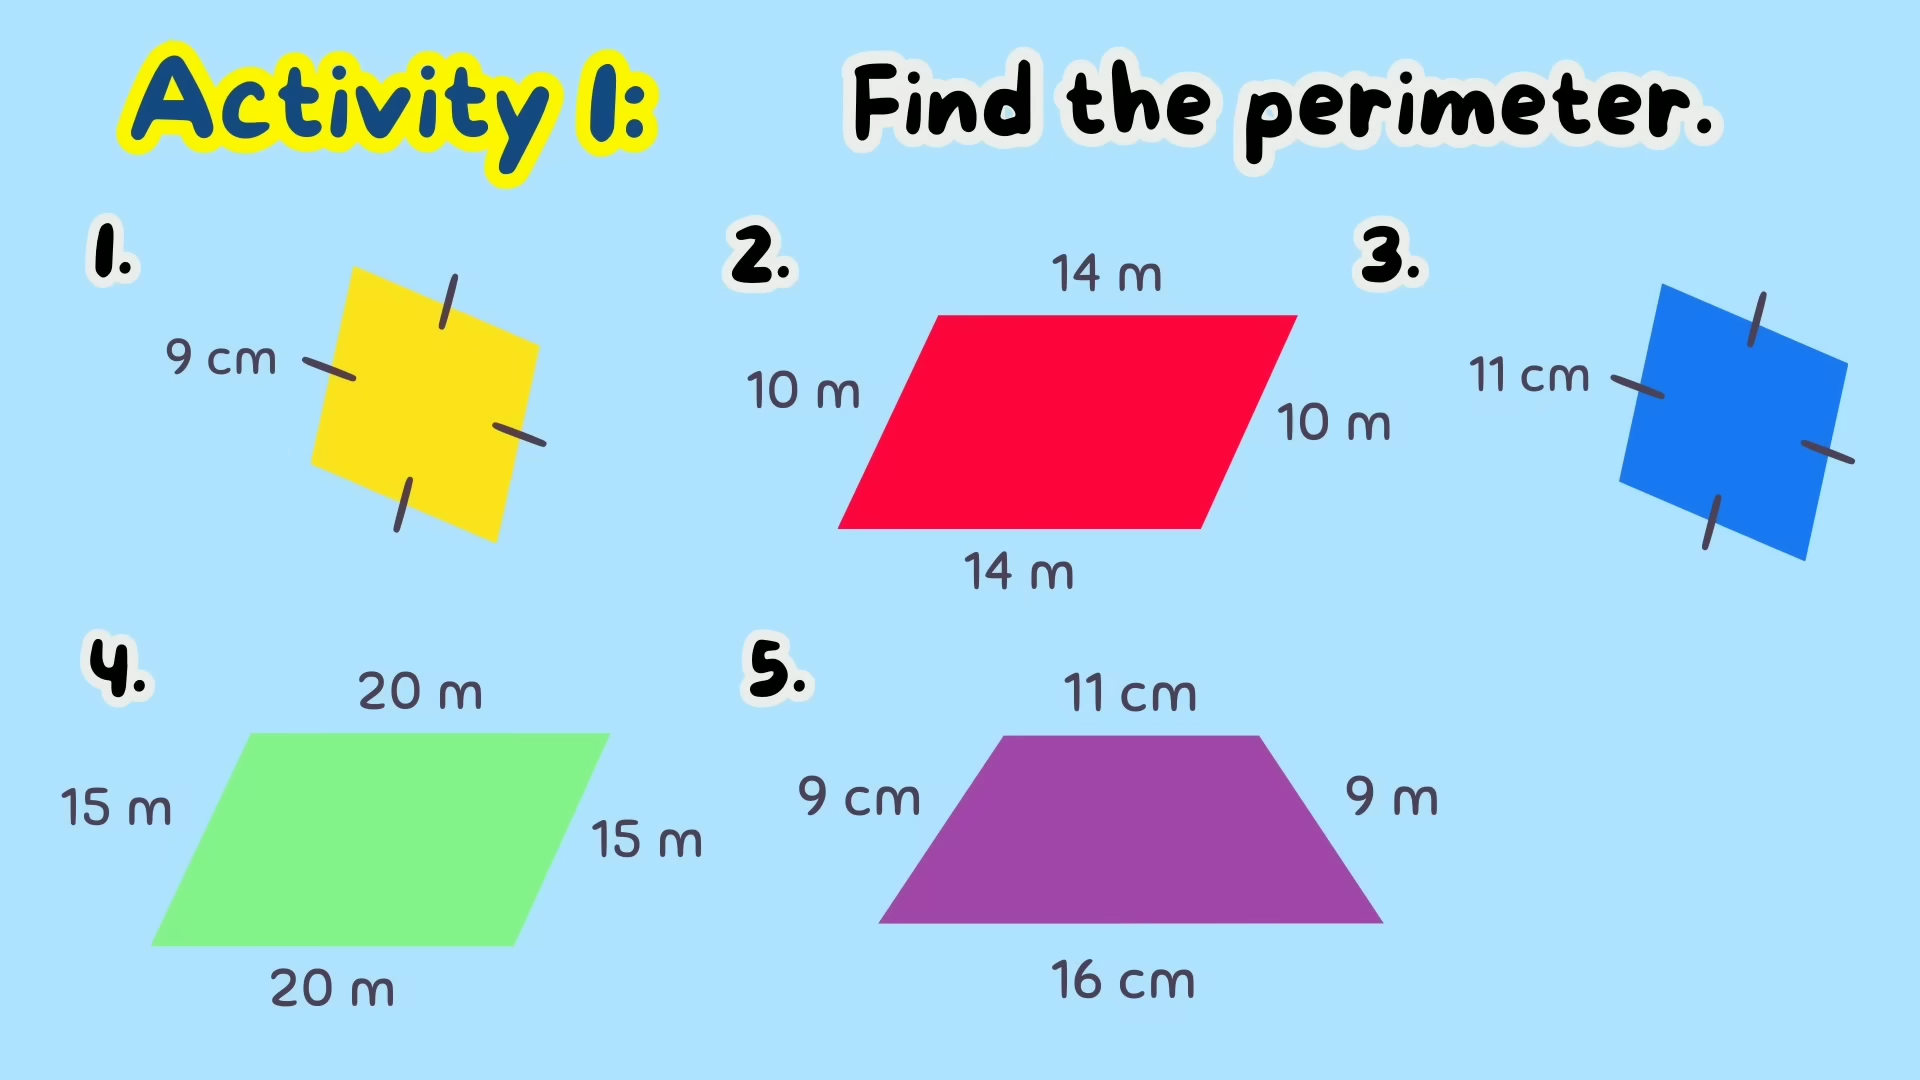 Activity 1:
Find the perimeter.
1.
9 cm
2.
14 m
10 m
10 m
14 m
3.
11 cm
4.
20 m
15 m
15 m
20 m
5.
11 cm
9 cm
9 m
16 cm